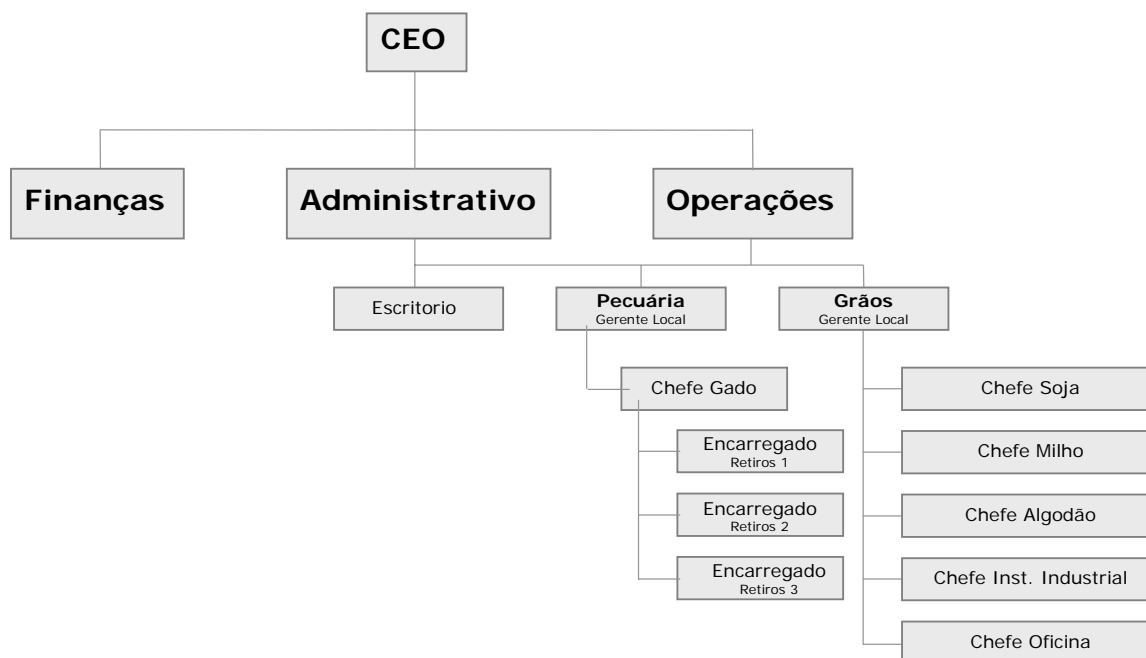 CEO
Finanças
Administrativo
Operações
Escritorio
Pecuária
Gerente Local
Grãos
Gerente Local
Chefe Gado
Chefe Soja
Encarregado
Retiros 1
Chefe Milho
Encarregado
Retiros 2
Chefe Algodão
Encarregado
Retiros 3
Chefe Inst. Industrial
Chefe Oficina